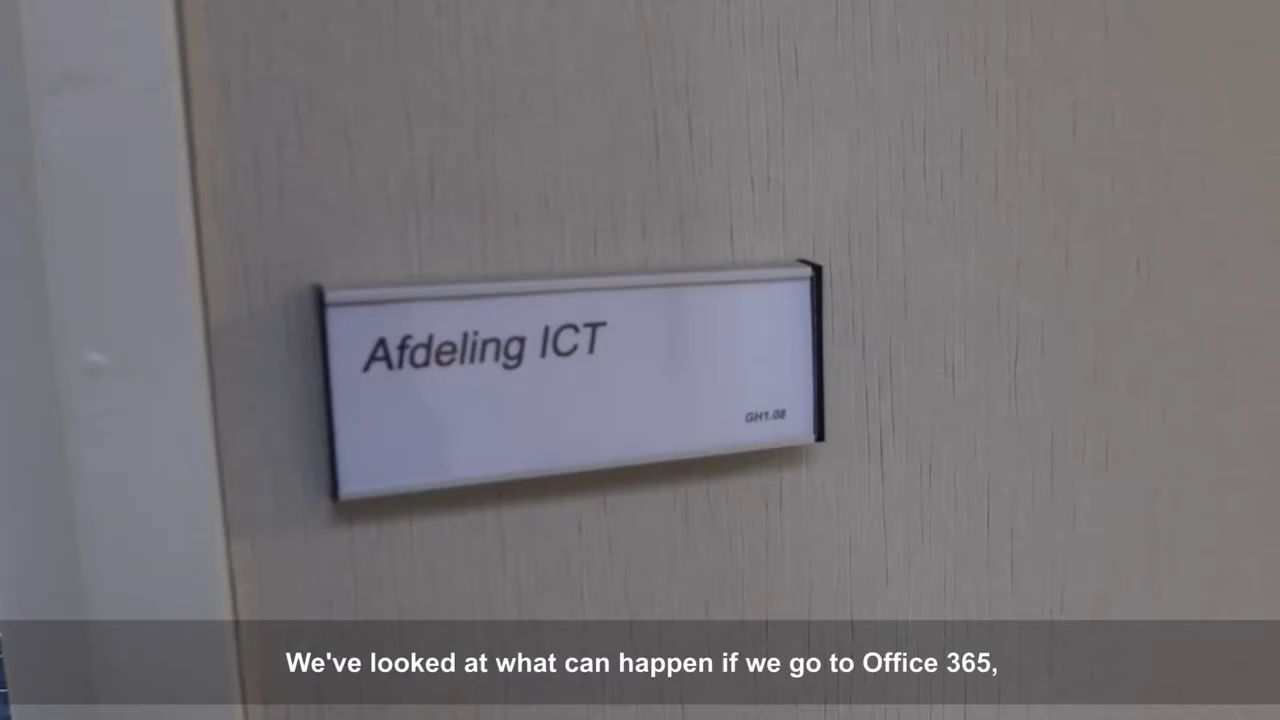 Afdeling ICT
GH1.08
We've looked at what can happen if we go to Office 365,